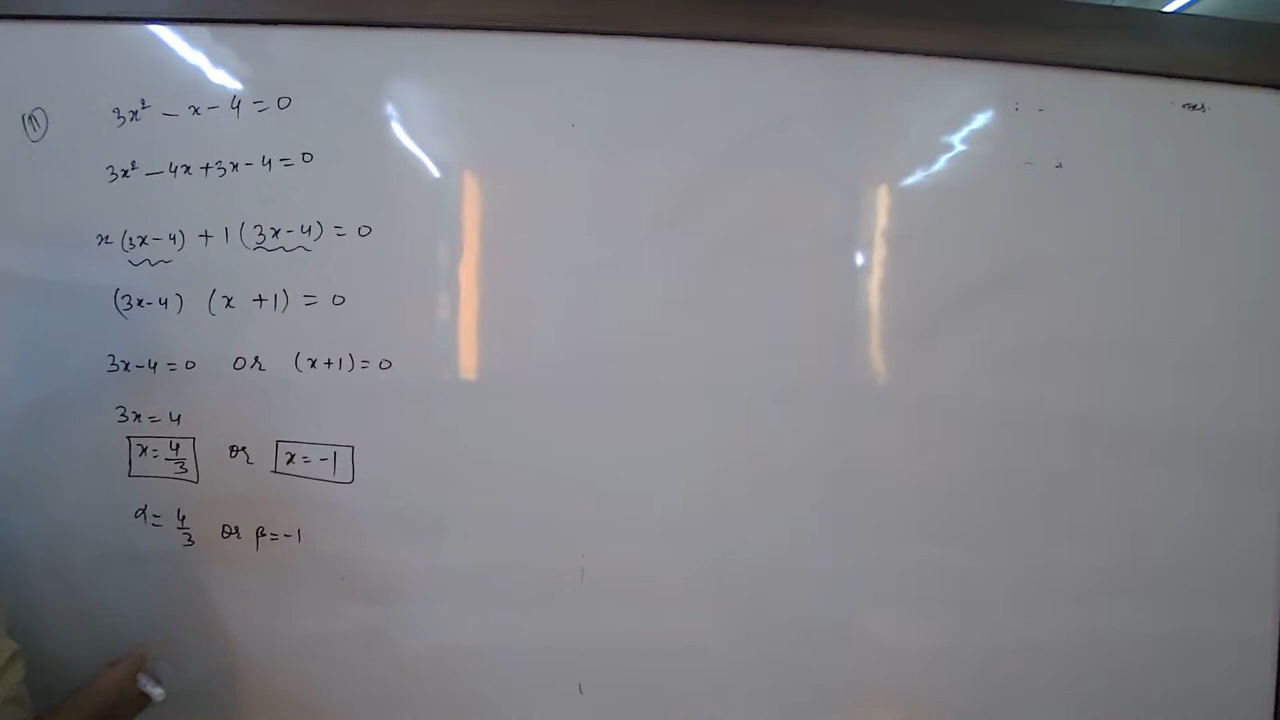 (11) 3x² - x - 4 = 0
3x² - 4x + 3x - 4 = 0
x (3x-4) + 1 (3x-4) = 0
(3x-4) (x + 1) = 0
3x-4 = 0 or (x+1) = 0
3x = 4
x = 4/3 or x = -1
α = 4/3 or β = -1